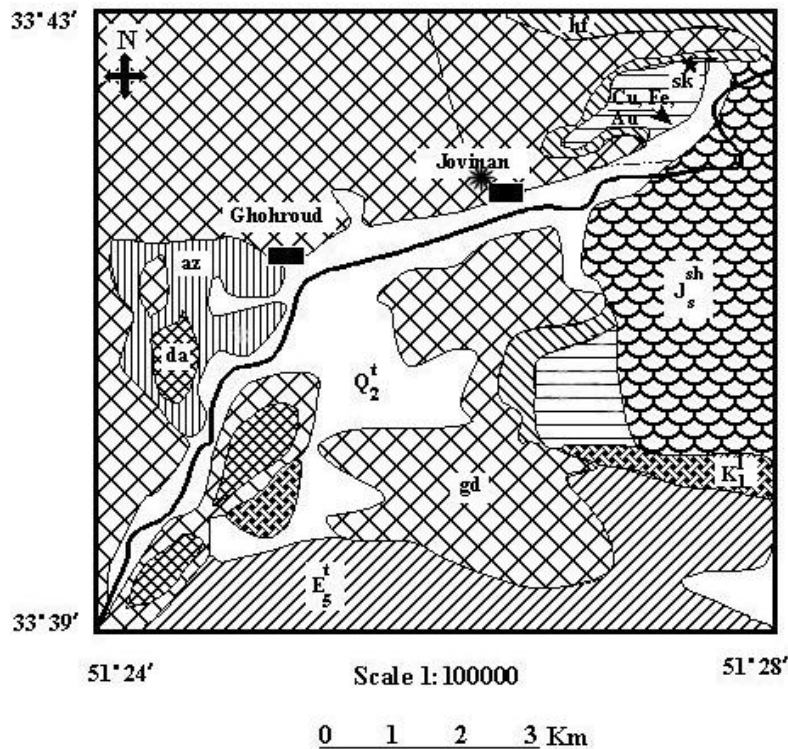 33°43′
N
hf
sk
Cu, Fe,
Au
Jovinan
Ghohroud
az
J s sh
da
Q 2 t
gd
K 1 l
E 5 t
33°39′
51°24′
Scale 1:100000
51°28′
0 1 2 3 Km